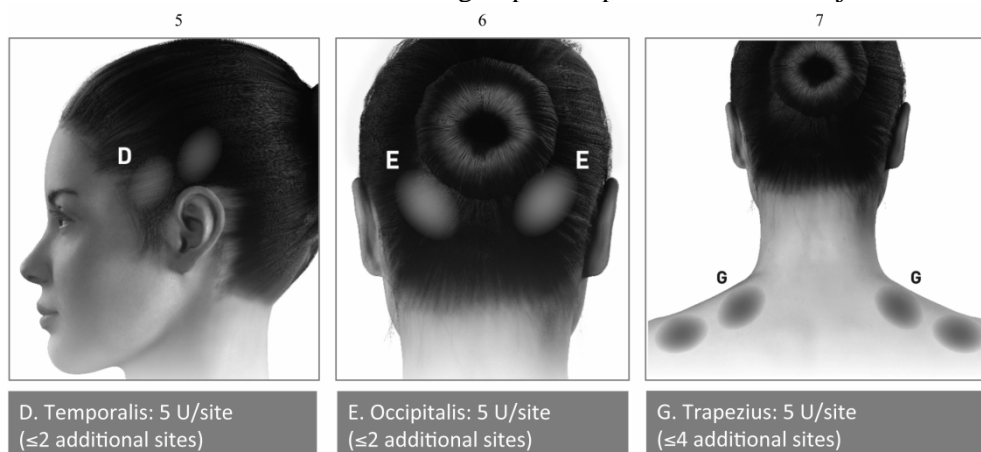 5 6 7
D
E E
G G
D. Temporalis: 5 U/site
(≤2 additional sites)
E. Occipitalis: 5 U/site
(≤2 additional sites)
G. Trapezius: 5 U/site
(≤4 additional sites)